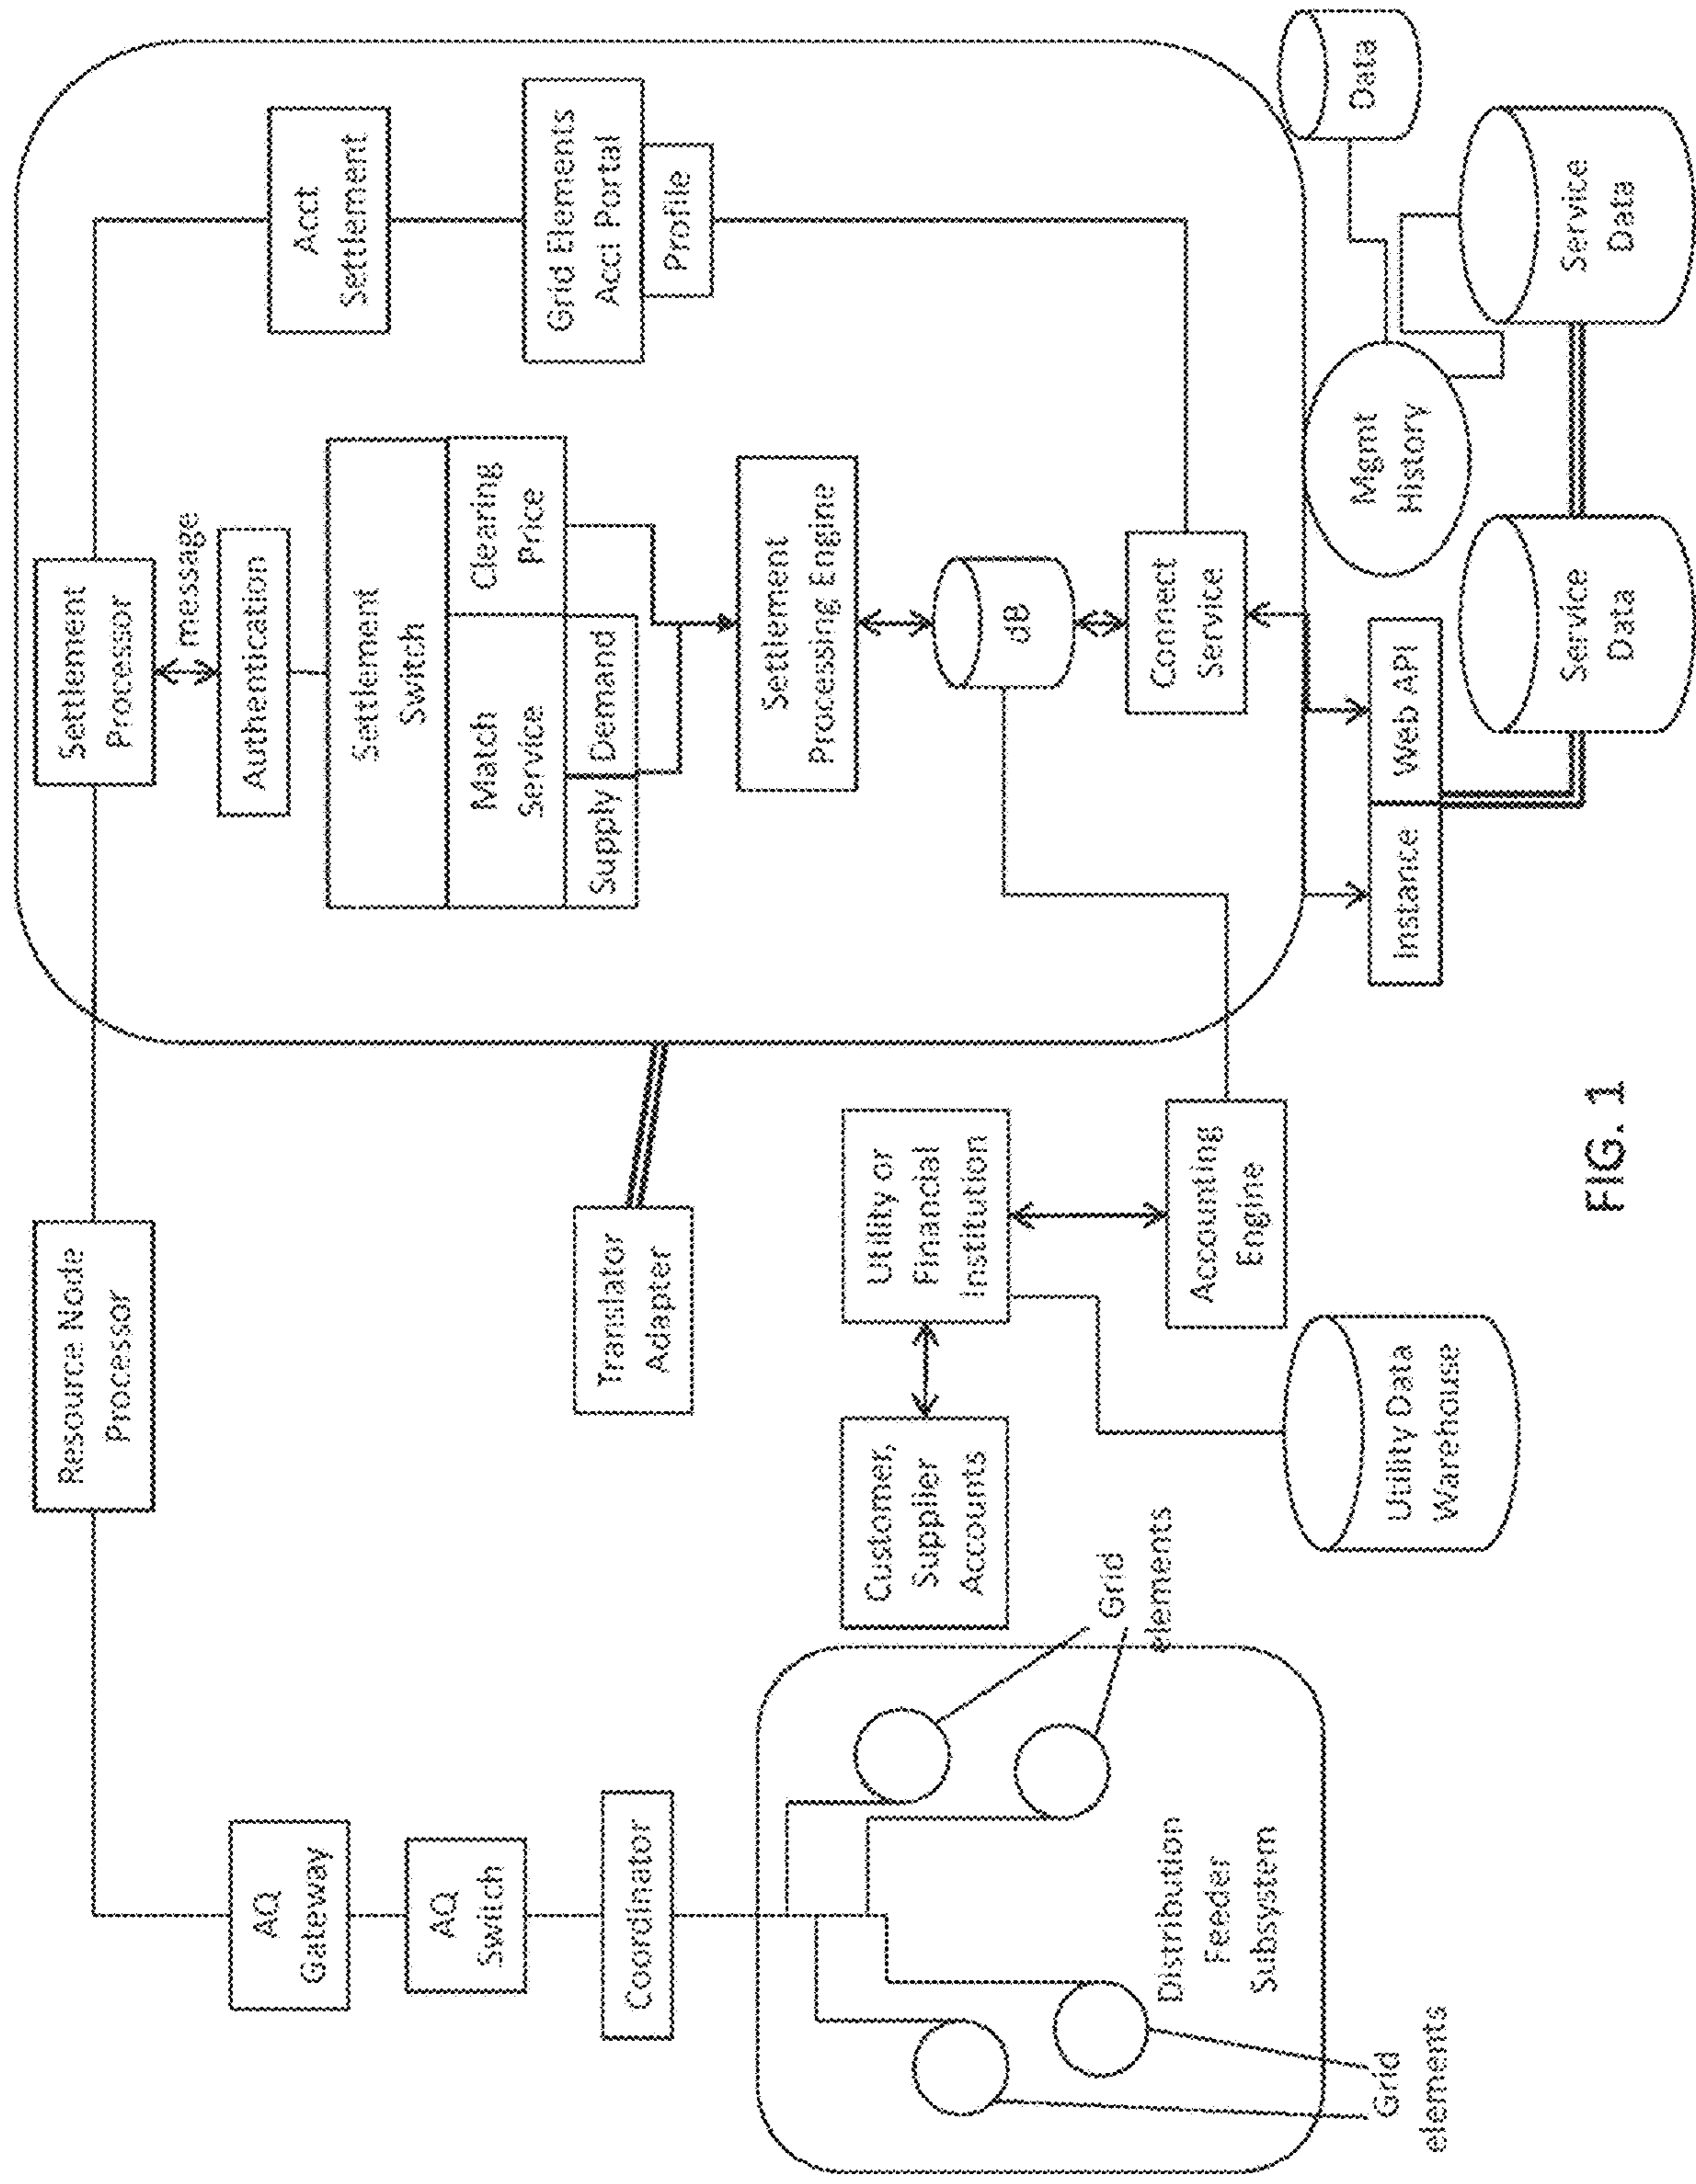 Resource Node
Processor
AQ
Gateway
AQ
Switch
Coordinator
Distribution
Feeder
Subsystem
Grid
elements
Grid
elements
Translator
Adapter
Customer,
Supplier
Accounts
Utility or
Financial
Institution
Accounting
Engine
Utility Data
Warehouse
Settlement
Processor
message
Authentication
Settlement
Switch
Match
Service
Clearing
Price
Supply
Demand
Settlement
Processing Engine
dB
Connect
Service
Acct
Settlement
Grid Elements
Acct Portal
Profile
Instance
Web API
Mgmt
History
Data
Service
Data
Service
Data
FIG. 1